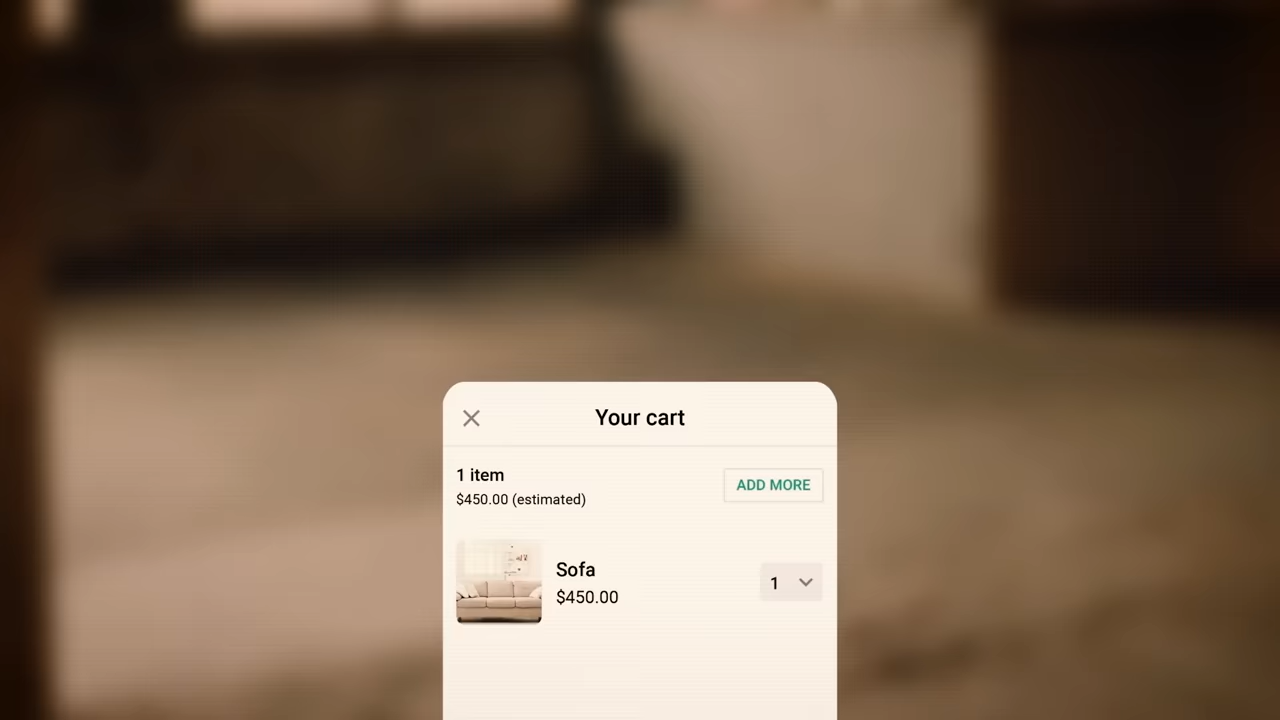 Your cart
1 item
$450.00 (estimated)
ADD MORE
Sofa
$450.00
1